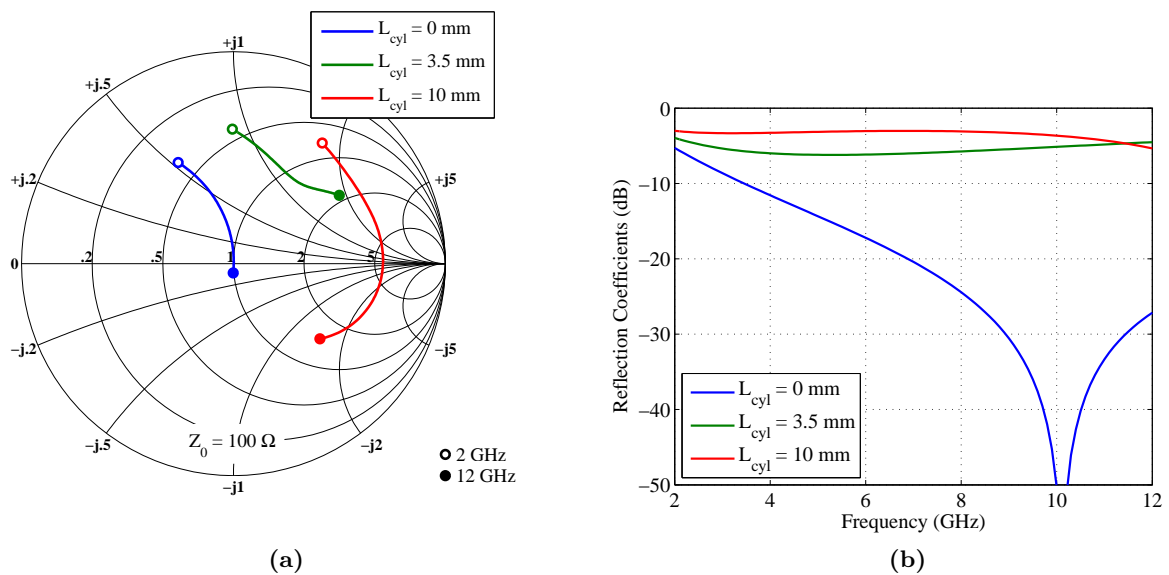 L_cyl = 0 mm
L_cyl = 3.5 mm
L_cyl = 10 mm
+j1
+j.5
+j.2
+j5
0
.2
.5
1
2
5
−j.2
−j5
−j.5
−j2
−j1
Z_0 = 100 Ω
2 GHz
12 GHz
(a)
0
−10
−20
−30
−40
−50
Reflection Coefficients (dB)
L_cyl = 0 mm
L_cyl = 3.5 mm
L_cyl = 10 mm
2
4
6
8
10
12
Frequency (GHz)
(b)